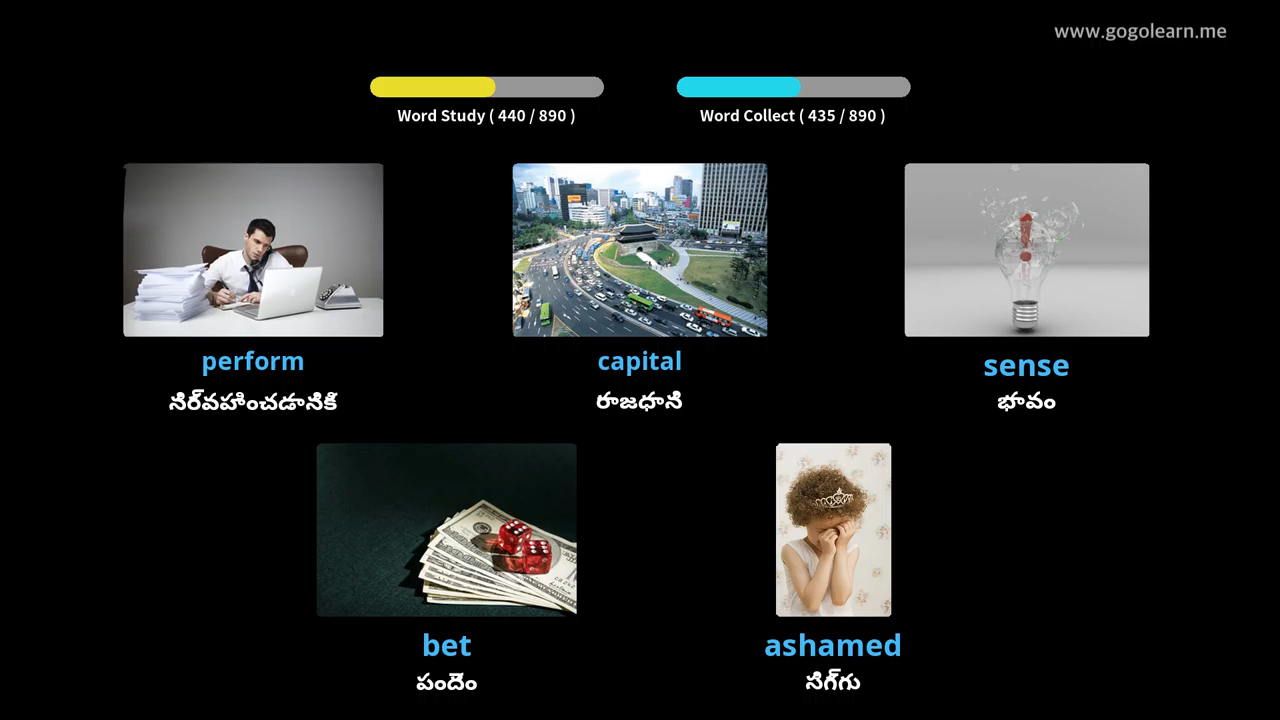 www.gogolearn.me
Word Study ( 440 / 890 )
Word Collect ( 435 / 890 )
perform
నిర్వహించడానికి
capital
రాజధాని
sense
భావం
bet
పందెం
ashamed
సిగ్గు